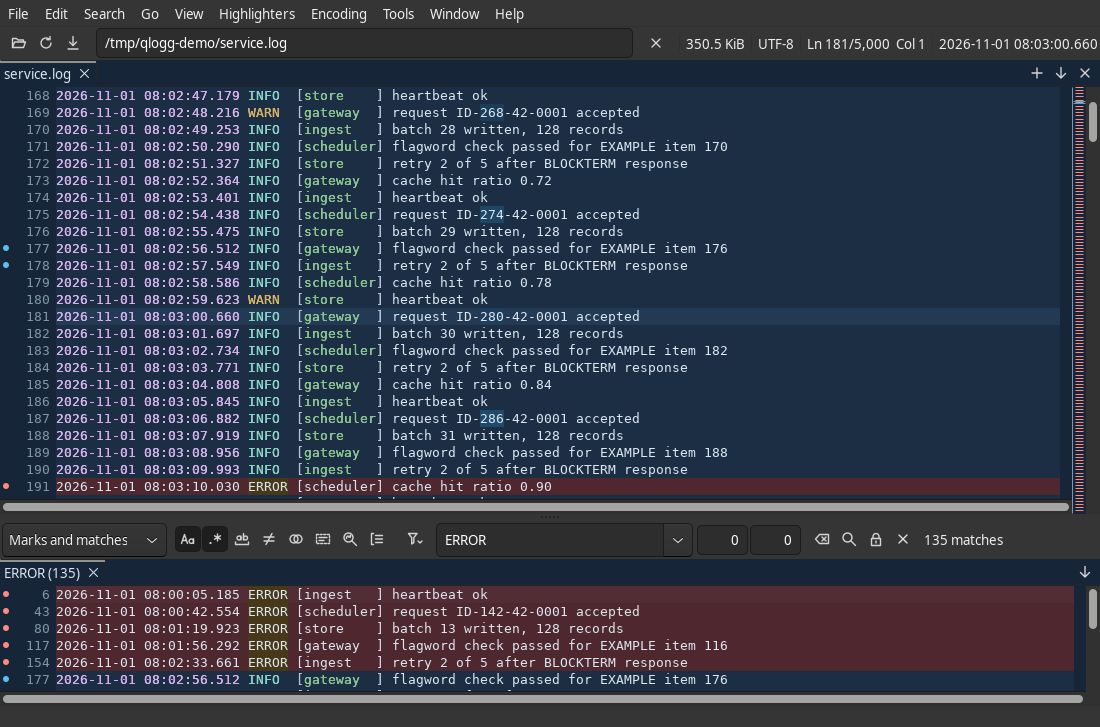 File Edit Search Go View Highlighters Encoding Tools Window Help
/tmp/qlogg-demo/service.log 350.5 KiB UTF-8 Ln 181/5,000 Col 1 2026-11-01 08:03:00.660
service.log
168 2026-11-01 08:02:47.179 INFO [store ] heartbeat ok
169 2026-11-01 08:02:48.216 WARN [gateway ] request ID-268-42-0001 accepted
170 2026-11-01 08:02:49.253 INFO [ingest ] batch 28 written, 128 records
171 2026-11-01 08:02:50.290 INFO [scheduler] flagword check passed for EXAMPLE item 170
172 2026-11-01 08:02:51.327 INFO [store ] retry 2 of 5 after BLOCKTERM response
173 2026-11-01 08:02:52.364 INFO [gateway ] cache hit ratio 0.72
174 2026-11-01 08:02:53.401 INFO [ingest ] heartbeat ok
175 2026-11-01 08:02:54.438 INFO [scheduler] request ID-274-42-0001 accepted
176 2026-11-01 08:02:55.475 INFO [store ] batch 29 written, 128 records
177 2026-11-01 08:02:56.512 INFO [gateway ] flagword check passed for EXAMPLE item 176
178 2026-11-01 08:02:57.549 INFO [ingest ] retry 2 of 5 after BLOCKTERM response
179 2026-11-01 08:02:58.586 INFO [scheduler] cache hit ratio 0.78
180 2026-11-01 08:02:59.623 WARN [store ] heartbeat ok
181 2026-11-01 08:03:00.660 INFO [gateway ] request ID-280-42-0001 accepted
182 2026-11-01 08:03:01.697 INFO [ingest ] batch 30 written, 128 records
183 2026-11-01 08:03:02.734 INFO [scheduler] flagword check passed for EXAMPLE item 182
184 2026-11-01 08:03:03.771 INFO [store ] retry 2 of 5 after BLOCKTERM response
185 2026-11-01 08:03:04.808 INFO [gateway ] cache hit ratio 0.84
186 2026-11-01 08:03:05.845 INFO [ingest ] heartbeat ok
187 2026-11-01 08:03:06.882 INFO [scheduler] request ID-286-42-0001 accepted
188 2026-11-01 08:03:07.919 INFO [store ] batch 31 written, 128 records
189 2026-11-01 08:03:08.956 INFO [gateway ] flagword check passed for EXAMPLE item 188
190 2026-11-01 08:03:09.993 INFO [ingest ] retry 2 of 5 after BLOCKTERM response
191 2026-11-01 08:03:10.030 ERROR [scheduler] cache hit ratio 0.90
Marks and matches Aa .* ab ERROR 0 0 135 matches
ERROR (135)
6 2026-11-01 08:00:05.185 ERROR [ingest ] heartbeat ok
43 2026-11-01 08:00:42.554 ERROR [scheduler] request ID-142-42-0001 accepted
80 2026-11-01 08:01:19.923 ERROR [store ] batch 13 written, 128 records
117 2026-11-01 08:01:56.292 ERROR [gateway ] flagword check passed for EXAMPLE item 116
154 2026-11-01 08:02:33.661 ERROR [ingest ] retry 2 of 5 after BLOCKTERM response
177 2026-11-01 08:02:56.512 INFO [gateway ] flagword check passed for EXAMPLE item 176